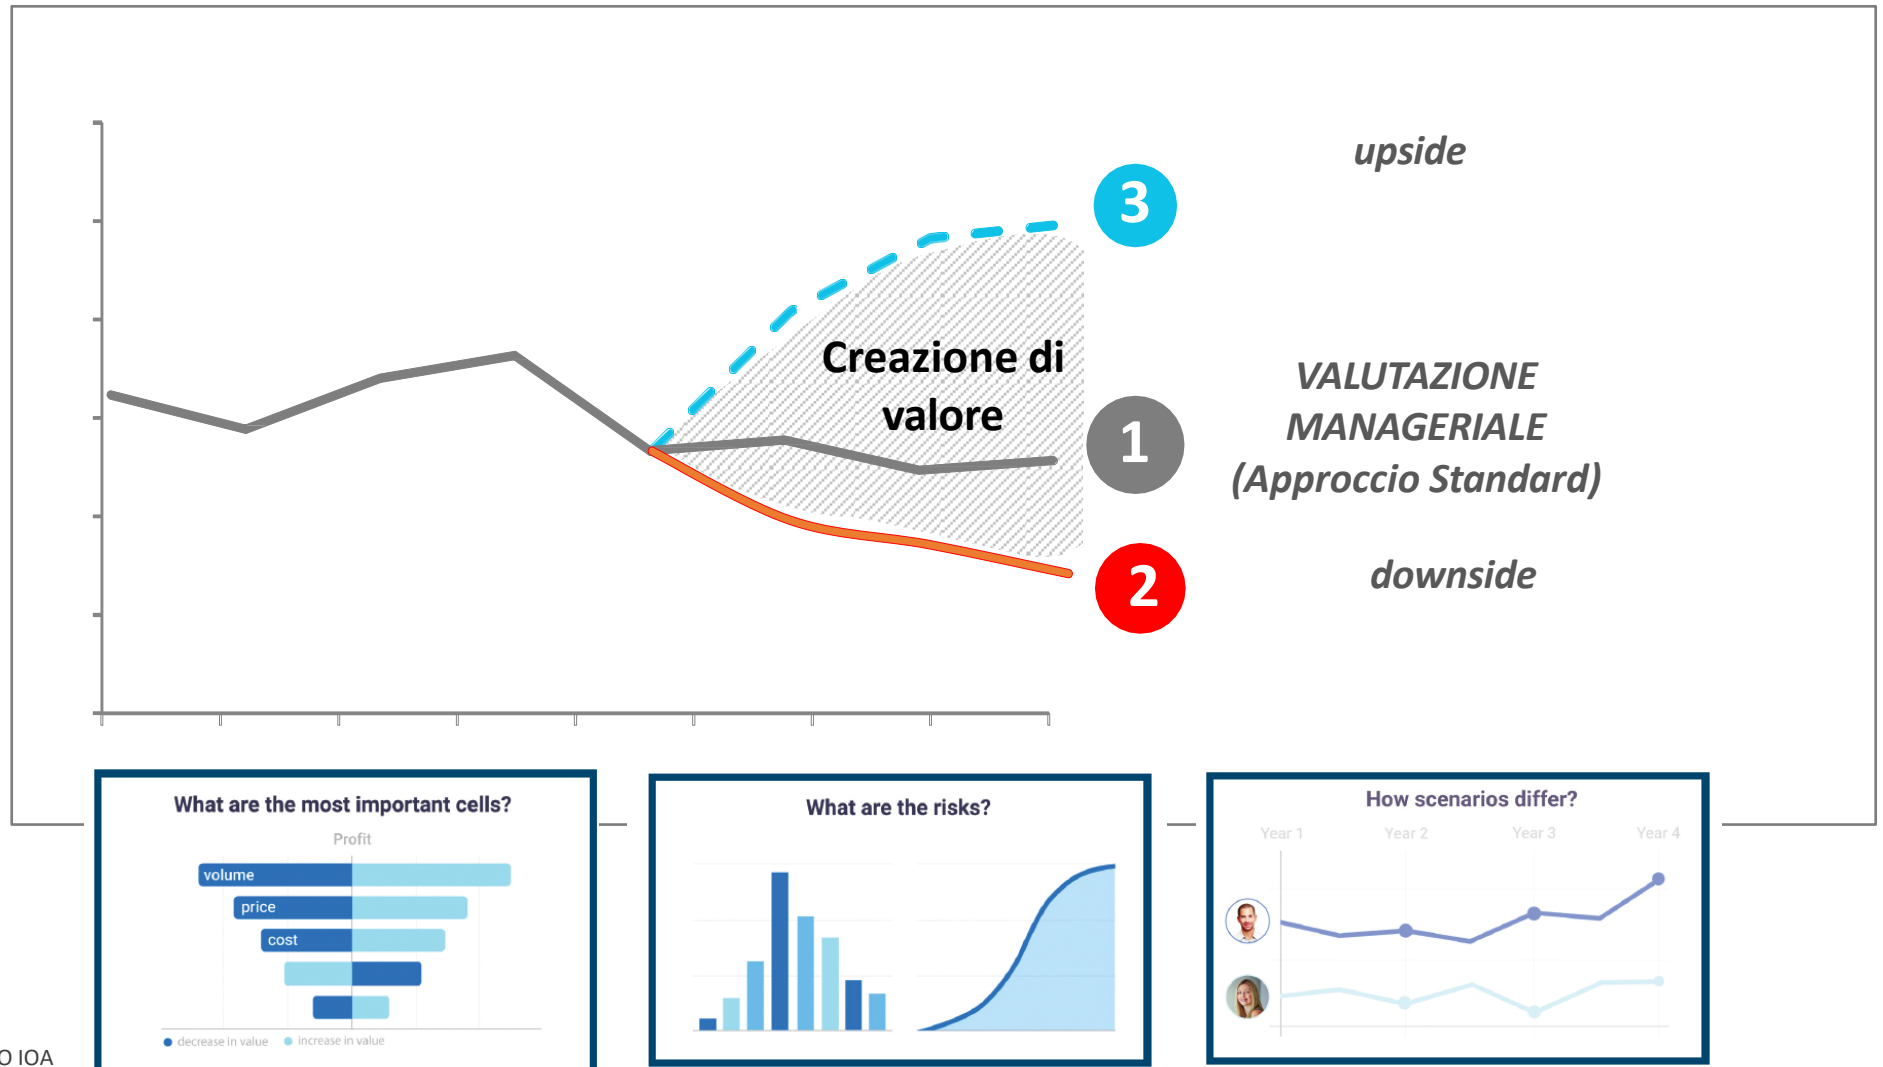 upside
3
Creazione di
valore
1
VALUTAZIONE
MANAGERIALE
(Approccio Standard)
2
downside
What are the most important cells?
Profit
volume
price
cost
decrease in value
increase in value
What are the risks?
How scenarios differ?
Year 1
Year 2
Year 3
Year 4
O IOA